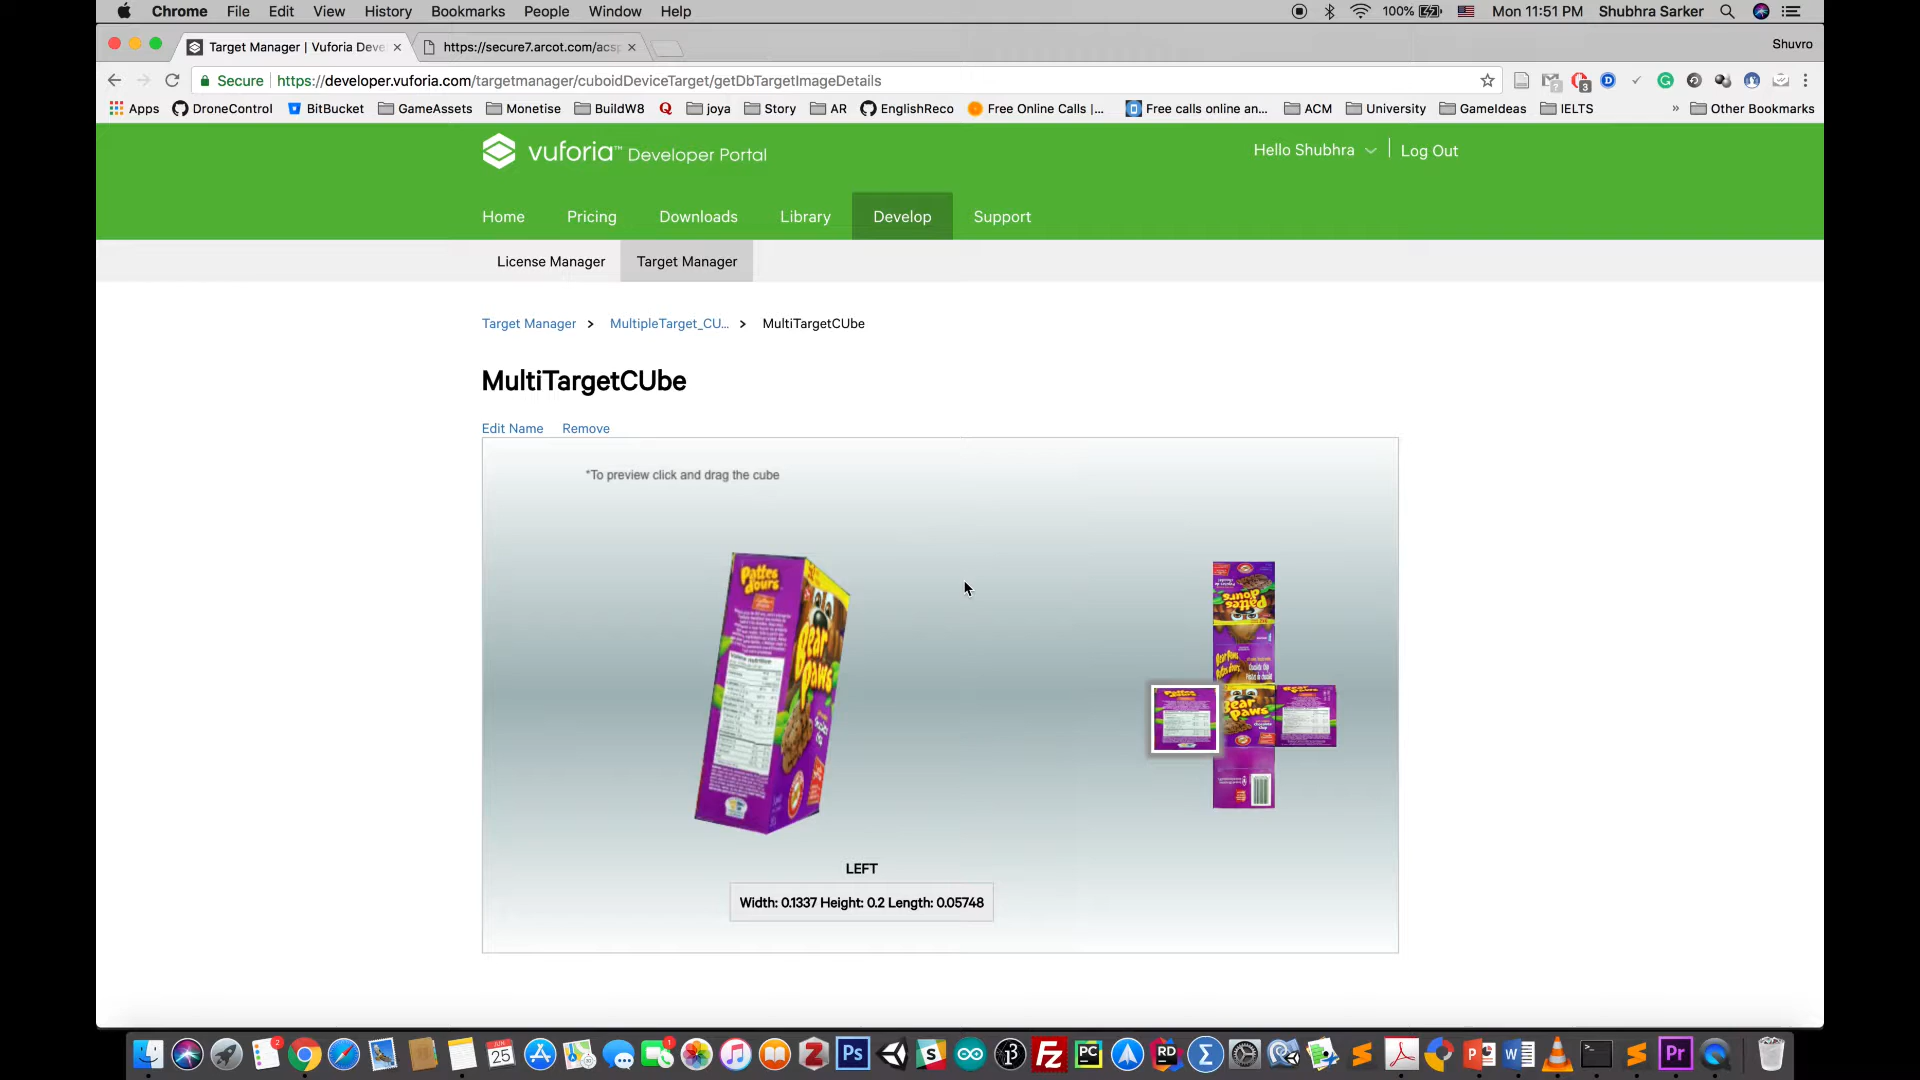 Chrome File Edit View History Bookmarks People Window Help 100% Mon 11:51 PM Shubhra Sarker
Target Manager | Vuforia Deve × https://secure7.arcot.com/acsp × Shuvro
Secure https://developer.vuforia.com/targetmanager/cuboidDeviceTarget/getDbTargetImageDetails
Apps DroneControl BitBucket GameAssets Monetise BuildW8 joya Story AR EnglishReco Free Online Calls |... Free calls online an... ACM University GameIdeas IELTS » Other Bookmarks
vuforia™ Developer Portal
Hello Shubhra Log Out
Home Pricing Downloads Library Develop Support
License Manager Target Manager
Target Manager > MultipleTarget_CU... > MultiTargetCUbe
MultiTargetCUbe
Edit Name Remove
*To preview click and drag the cube
Pattes
d'ours
Bear
Paws
LEFT
Width: 0.1337 Height: 0.2 Length: 0.05748